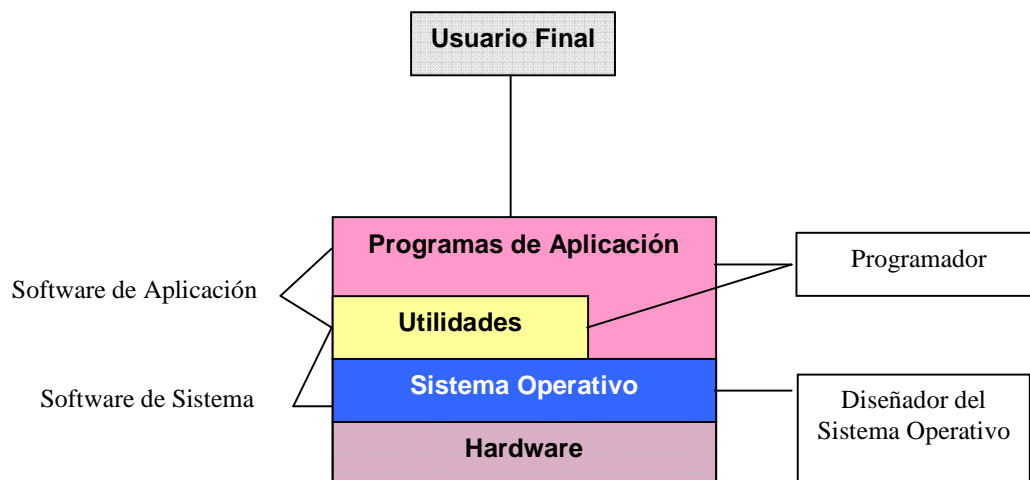 Usuario Final
Programas de Aplicación
Programador
Software de Aplicación
Utilidades
Sistema Operativo
Software de Sistema
Diseñador del
Sistema Operativo
Hardware